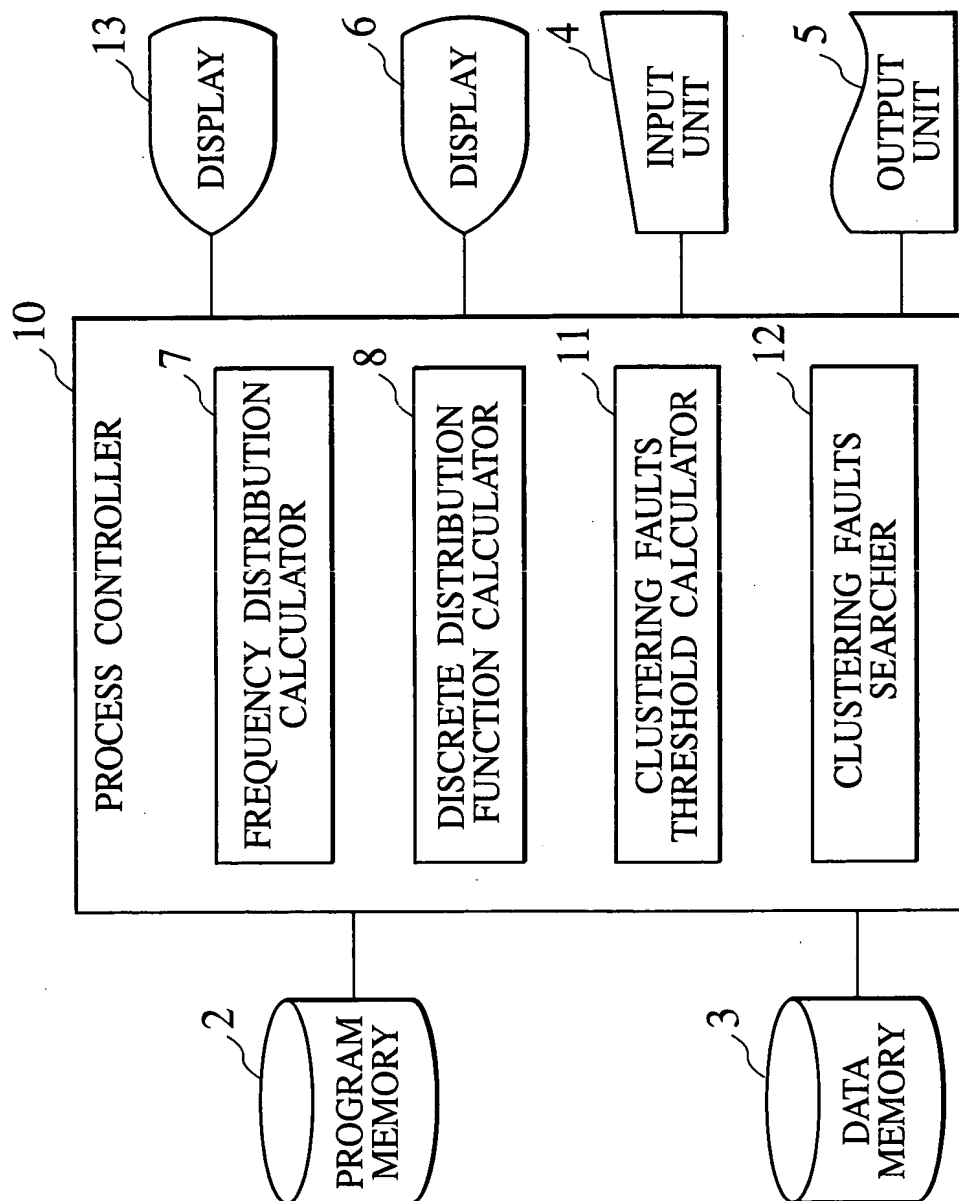 10
PROCESS CONTROLLER
7
FREQUENCY DISTRIBUTION
CALCULATOR
8
DISCRETE DISTRIBUTION
FUNCTION CALCULATOR
11
CLUSTERING FAULTS
THRESHOLD CALCULATOR
12
CLUSTERING FAULTS
SEARCHER
2
PROGRAM
MEMORY
3
DATA
MEMORY
13
DISPLAY
6
DISPLAY
4
INPUT
UNIT
5
OUTPUT
UNIT